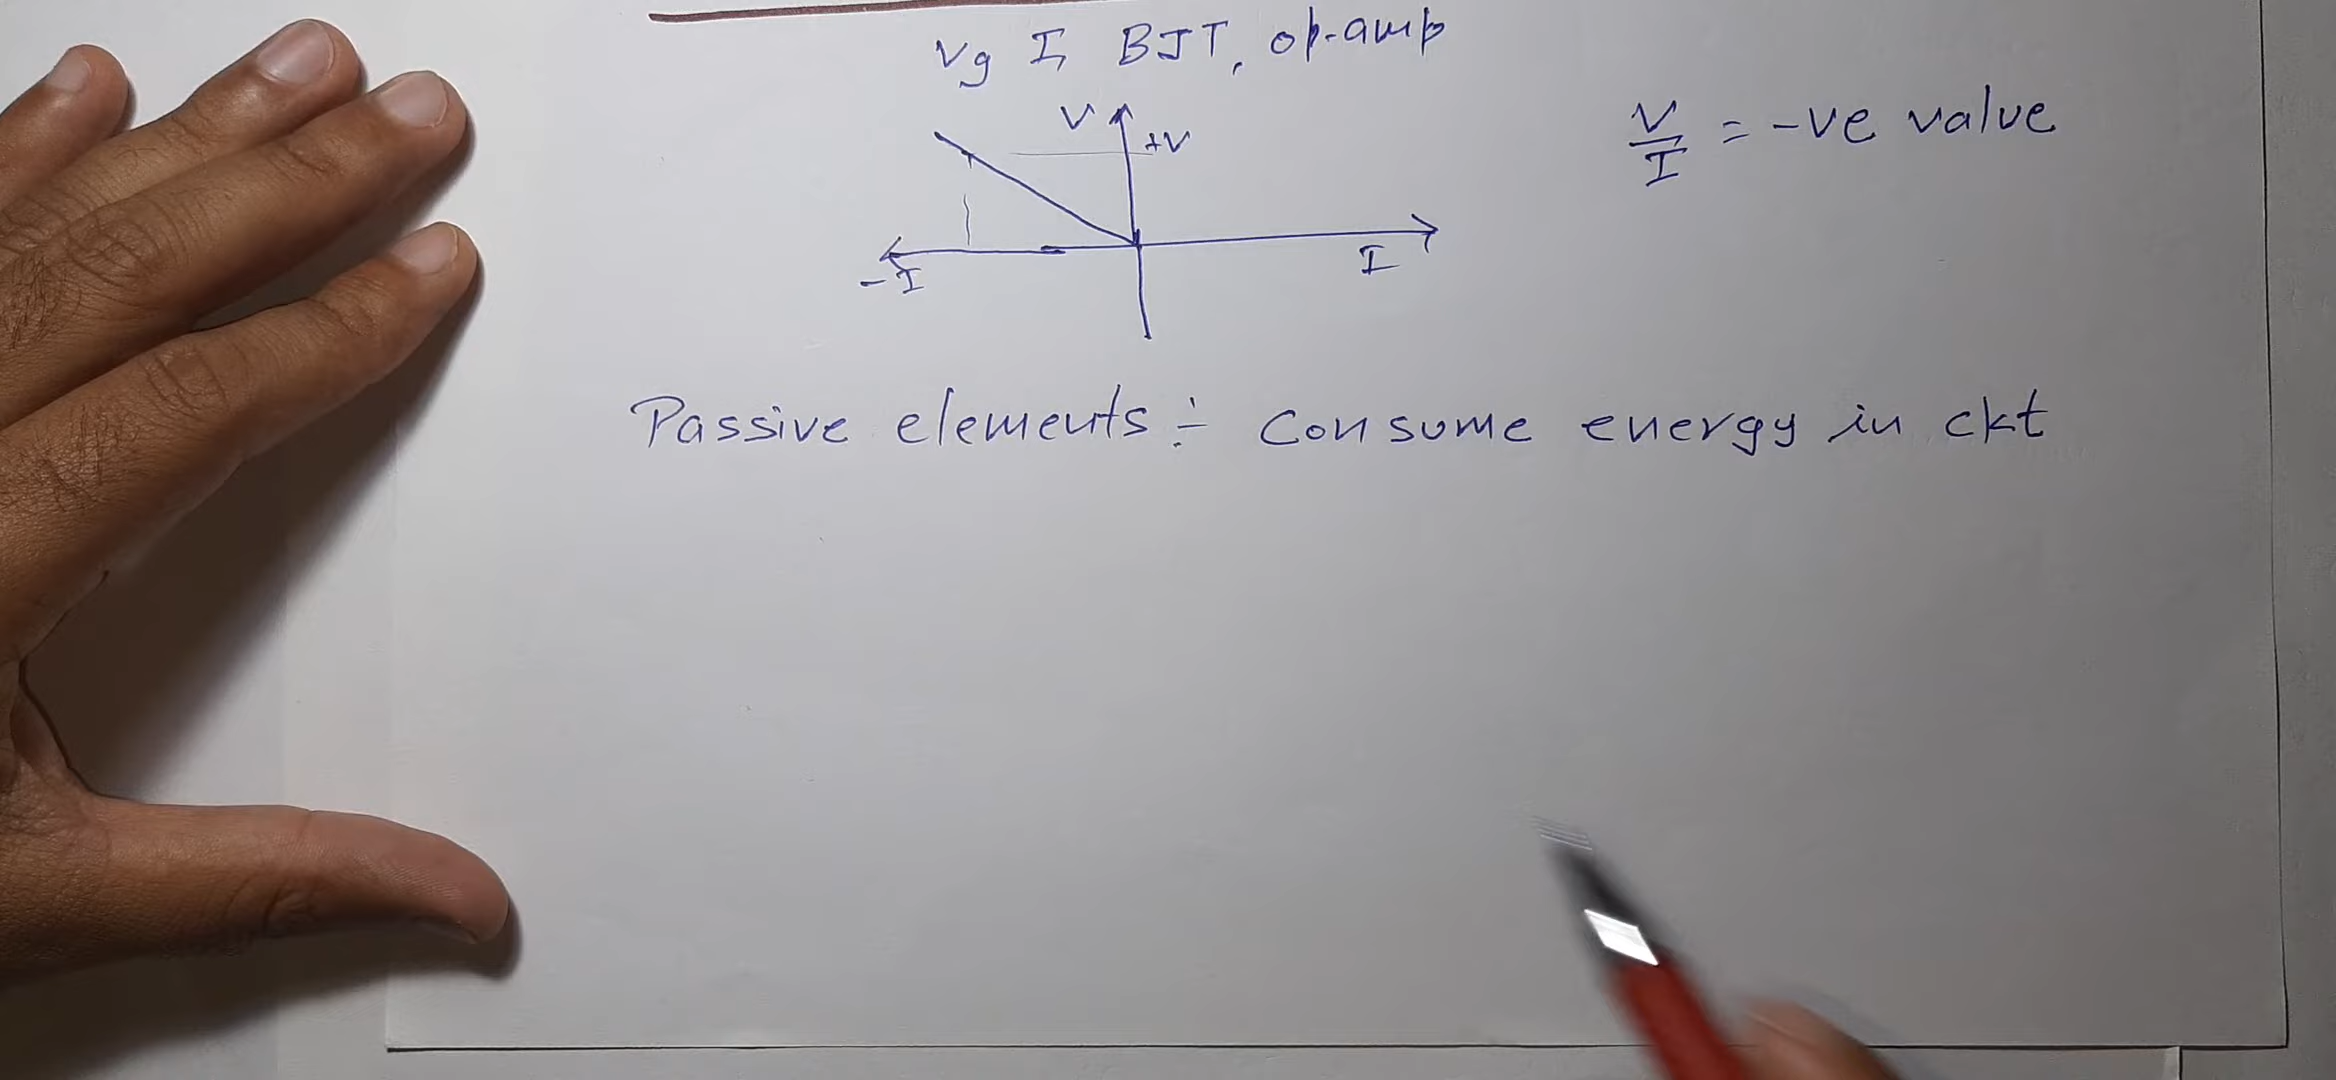 Vg I, BJT, op-amp
V
+V
V/I = -ve value
-I
I
Passive elements ÷ Consume energy in ckt